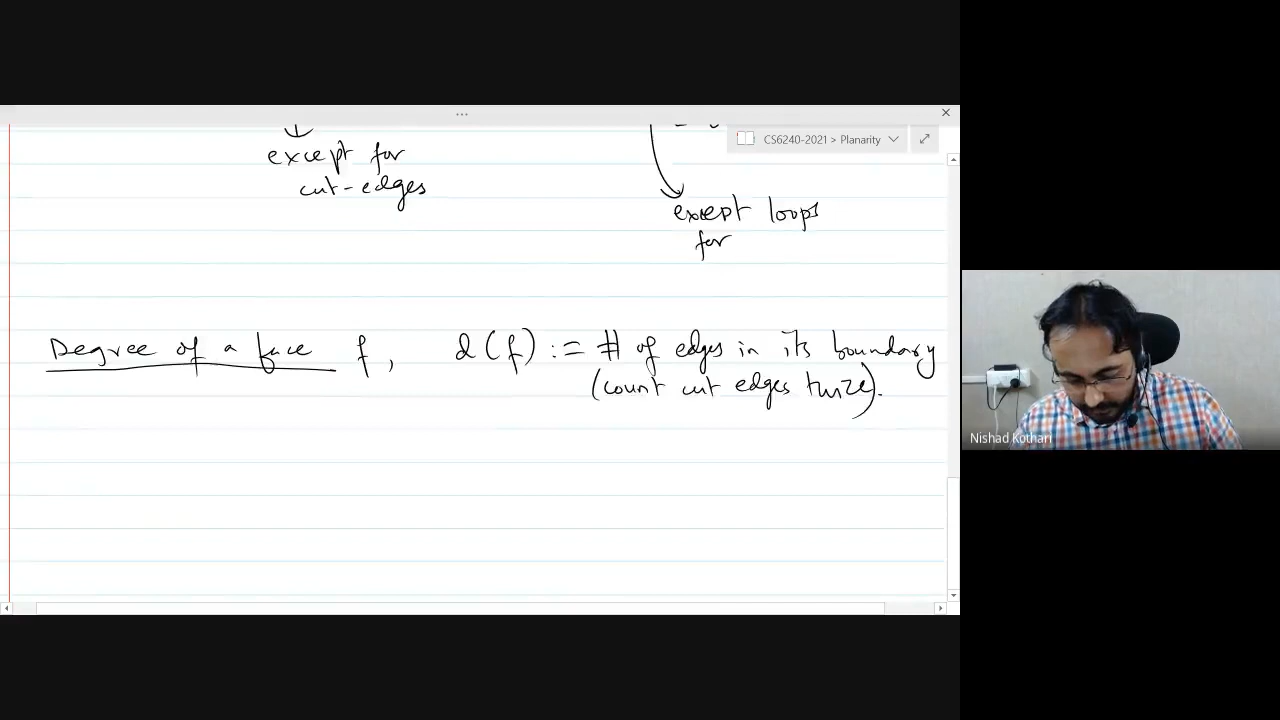 CS6240-2021 > Planarity
except for
cut-edges
except loops
for
Degree of a face f, d(f) := # of edges in its boundary
(count cut edges twice).
Nishad Kothari